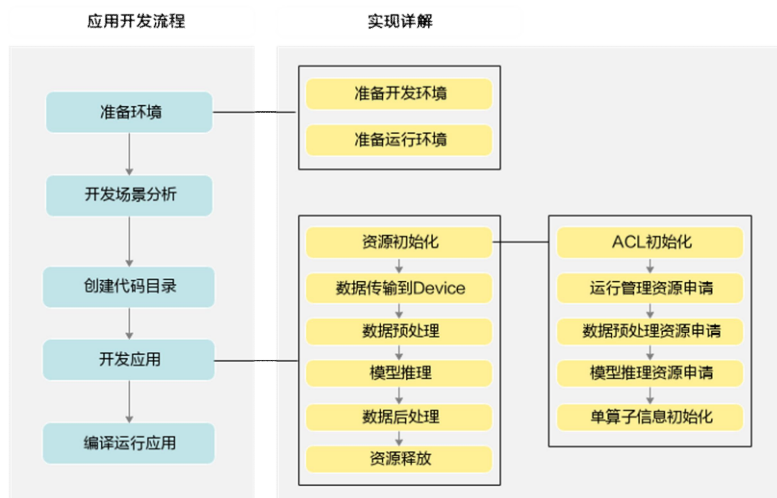 应用开发流程
实现详解
准备环境
开发场景分析
创建代码目录
开发应用
编译运行应用
准备开发环境
准备运行环境
资源初始化
数据传输到Device
数据预处理
模型推理
数据后处理
资源释放
ACL初始化
运行管理资源申请
数据预处理资源申请
模型推理资源申请
单算子信息初始化